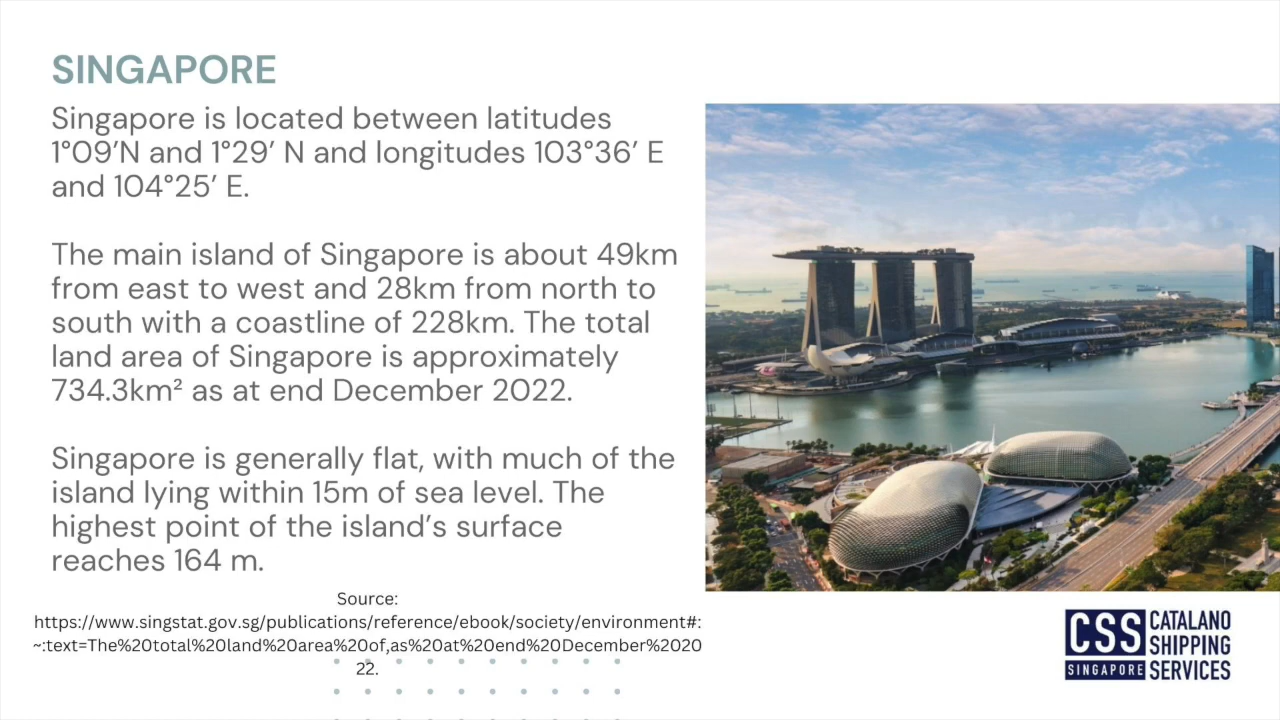 SINGAPORE
Singapore is located between latitudes
1°09’N and 1°29’ N and longitudes 103°36’ E
and 104°25’ E.
The main island of Singapore is about 49km
from east to west and 28km from north to
south with a coastline of 228km. The total
land area of Singapore is approximately
734.3km² as at end December 2022.
Singapore is generally flat, with much of the
island lying within 15m of sea level. The
highest point of the island’s surface
reaches 164 m.
Source:
https://www.singstat.gov.sg/publications/reference/ebook/society/environment#:
~:text=The%20total%20land%20area%20of,as%20at%20end%20December%2020
22.
CSS
SINGAPORE
CATALANO
SHIPPING
SERVICES